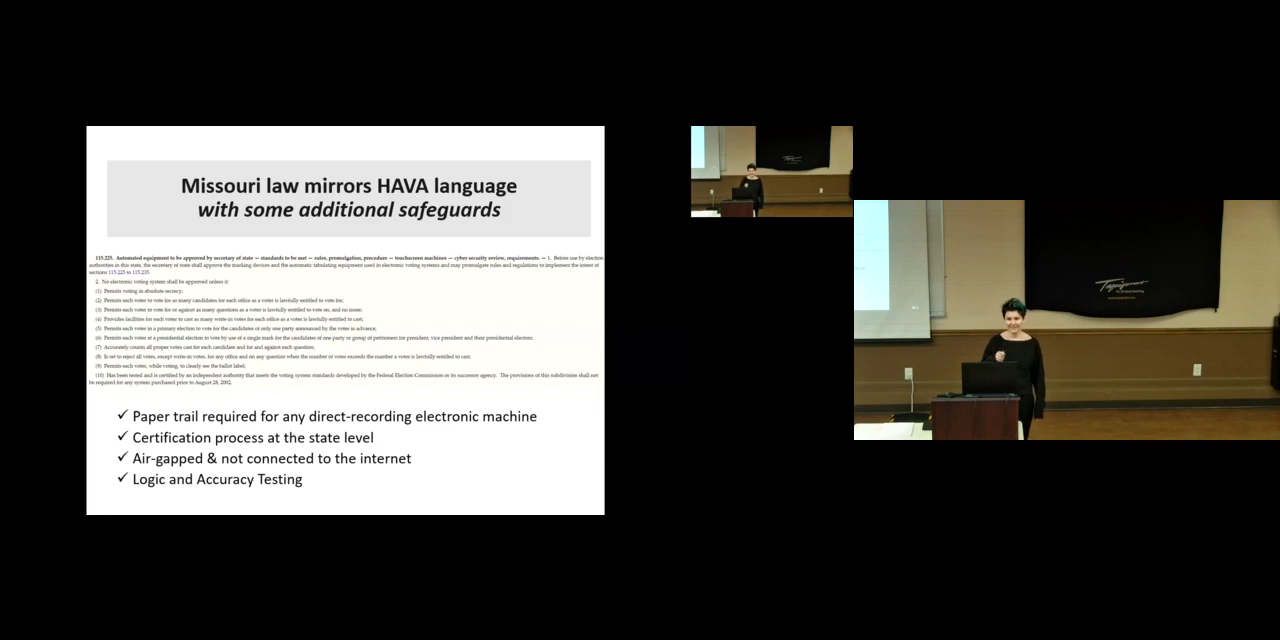 Missouri law mirrors HAVA language
with some additional safeguards
115.225. Automated equipment to be approved by secretary of state — standards to be met — rules, promulgation, procedure — touchscreen machines — cyber security review, requirements. — 1. Before use by election
authorities in this state, the secretary of state shall approve the marking devices and the automatic tabulating equipment used in electronic voting systems and may promulgate rules and regulations to implement the intent of
sections 115.225 to 115.235.
2. No electronic voting system shall be approved unless it:
(1) Permits voting in absolute secrecy;
(2) Permits each voter to vote for as many candidates for each office as a voter is lawfully entitled to vote for;
(3) Permits each voter to vote for or against as many questions as a voter is lawfully entitled to vote on, and no more;
(4) Provides facilities for each voter to cast as many write-in votes for each office as a voter is lawfully entitled to cast;
(5) Permits each voter in a primary election to vote for the candidates of only one party announced by the voter in advance;
(6) Permits each voter at a presidential election to vote by use of a single mark for the candidates of one party or group of petitioners for president, vice president and their presidential electors;
(7) Accurately counts all proper votes cast for each candidate and for and against each question;
(8) Is set to reject all votes, except write-in votes, for any office and on any question when the number of votes exceeds the number a voter is lawfully entitled to cast;
(9) Permits each voter, while voting, to clearly see the ballot label;
(10) Has been tested and is certified by an independent authority that meets the voting system standards developed by the Federal Election Commission or its successor agency. The provisions of this subdivision shall not
be required for any system purchased prior to August 28, 2002.
✓ Paper trail required for any direct-recording electronic machine
✓ Certification process at the state level
✓ Air-gapped & not connected to the internet
✓ Logic and Accuracy Testing